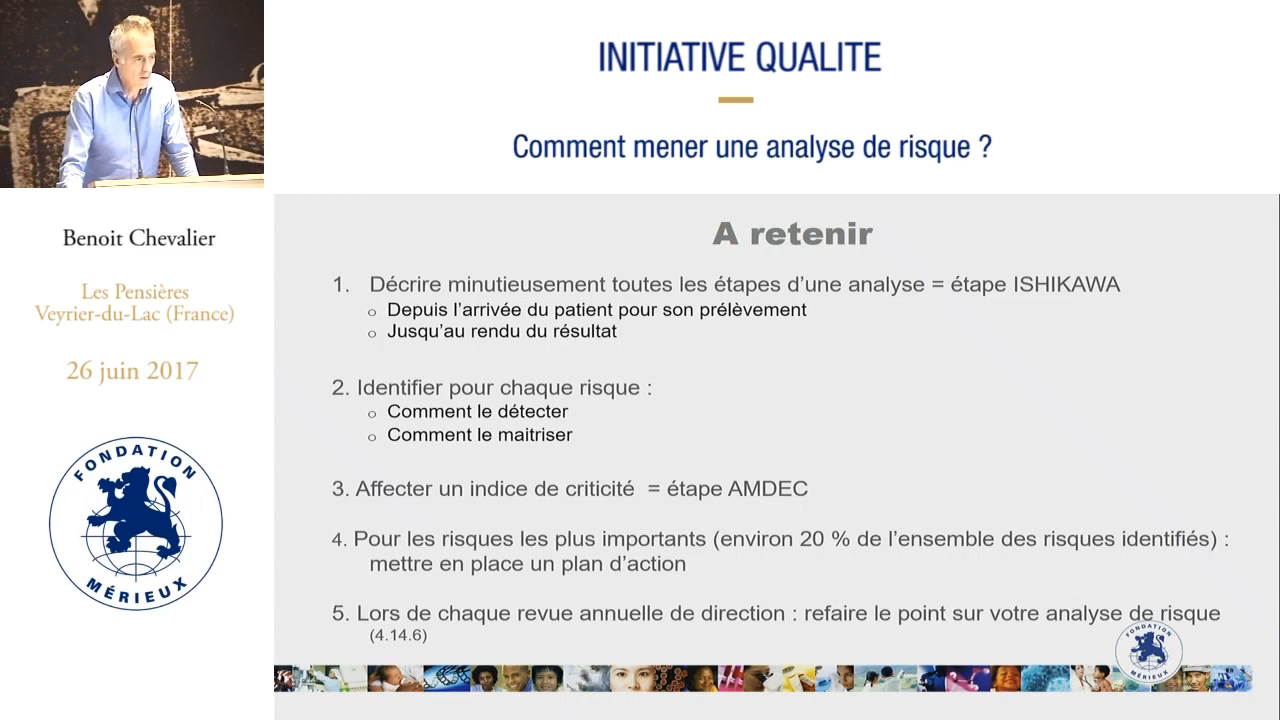 INITIATIVE QUALITE
Comment mener une analyse de risque ?
Benoit Chevalier
Les Pensières
Veyrier-du-Lac (France)
26 juin 2017
FONDATION
MÉRIEUX
A retenir
1. Décrire minutieusement toutes les étapes d'une analyse = étape ISHIKAWA
o Depuis l'arrivée du patient pour son prélèvement
o Jusqu'au rendu du résultat
2. Identifier pour chaque risque :
o Comment le détecter
o Comment le maitriser
3. Affecter un indice de criticité = étape AMDEC
4. Pour les risques les plus importants (environ 20 % de l'ensemble des risques identifiés) :
mettre en place un plan d'action
5. Lors de chaque revue annuelle de direction : refaire le point sur votre analyse de risque
(4.14.6)
FONDATION
MÉRIEUX